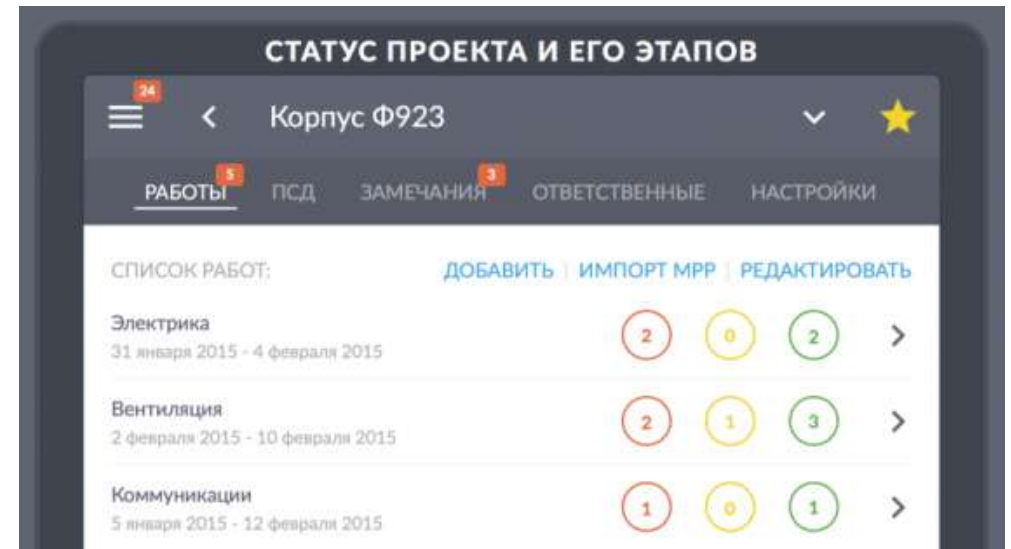 СТАТУС ПРОЕКТА И ЕГО ЭТАПОВ
24
Корпус Ф923
РАБОТЫ 5 ПСД ЗАМЕЧАНИЯ 3 ОТВЕТСТВЕННЫЕ НАСТРОЙКИ
СПИСОК РАБОТ: ДОБАВИТЬ | ИМПОРТ MPP | РЕДАКТИРОВАТЬ
Электрика
2 0 2
31 января 2015 - 4 февраля 2015
Вентиляция
2 1 3
2 февраля 2015 - 10 февраля 2015
Коммуникации
1 0 1
5 января 2015 - 12 февраля 2015